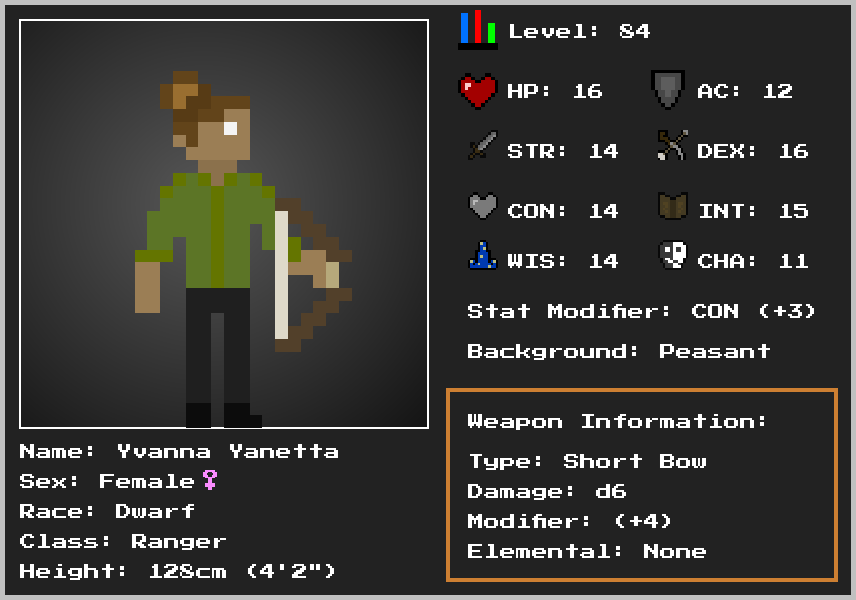 Level: 84
HP: 16
AC: 12
STR: 14
DEX: 16
CON: 14
INT: 15
WIS: 14
CHA: 11
Stat Modifier: CON (+3)
Background: Peasant
Weapon Information:
Type: Short Bow
Damage: d6
Modifier: (+4)
Elemental: None
Name: Yvanna Yanetta
Sex: Female♀
Race: Dwarf
Class: Ranger
Height: 128cm (4'2")